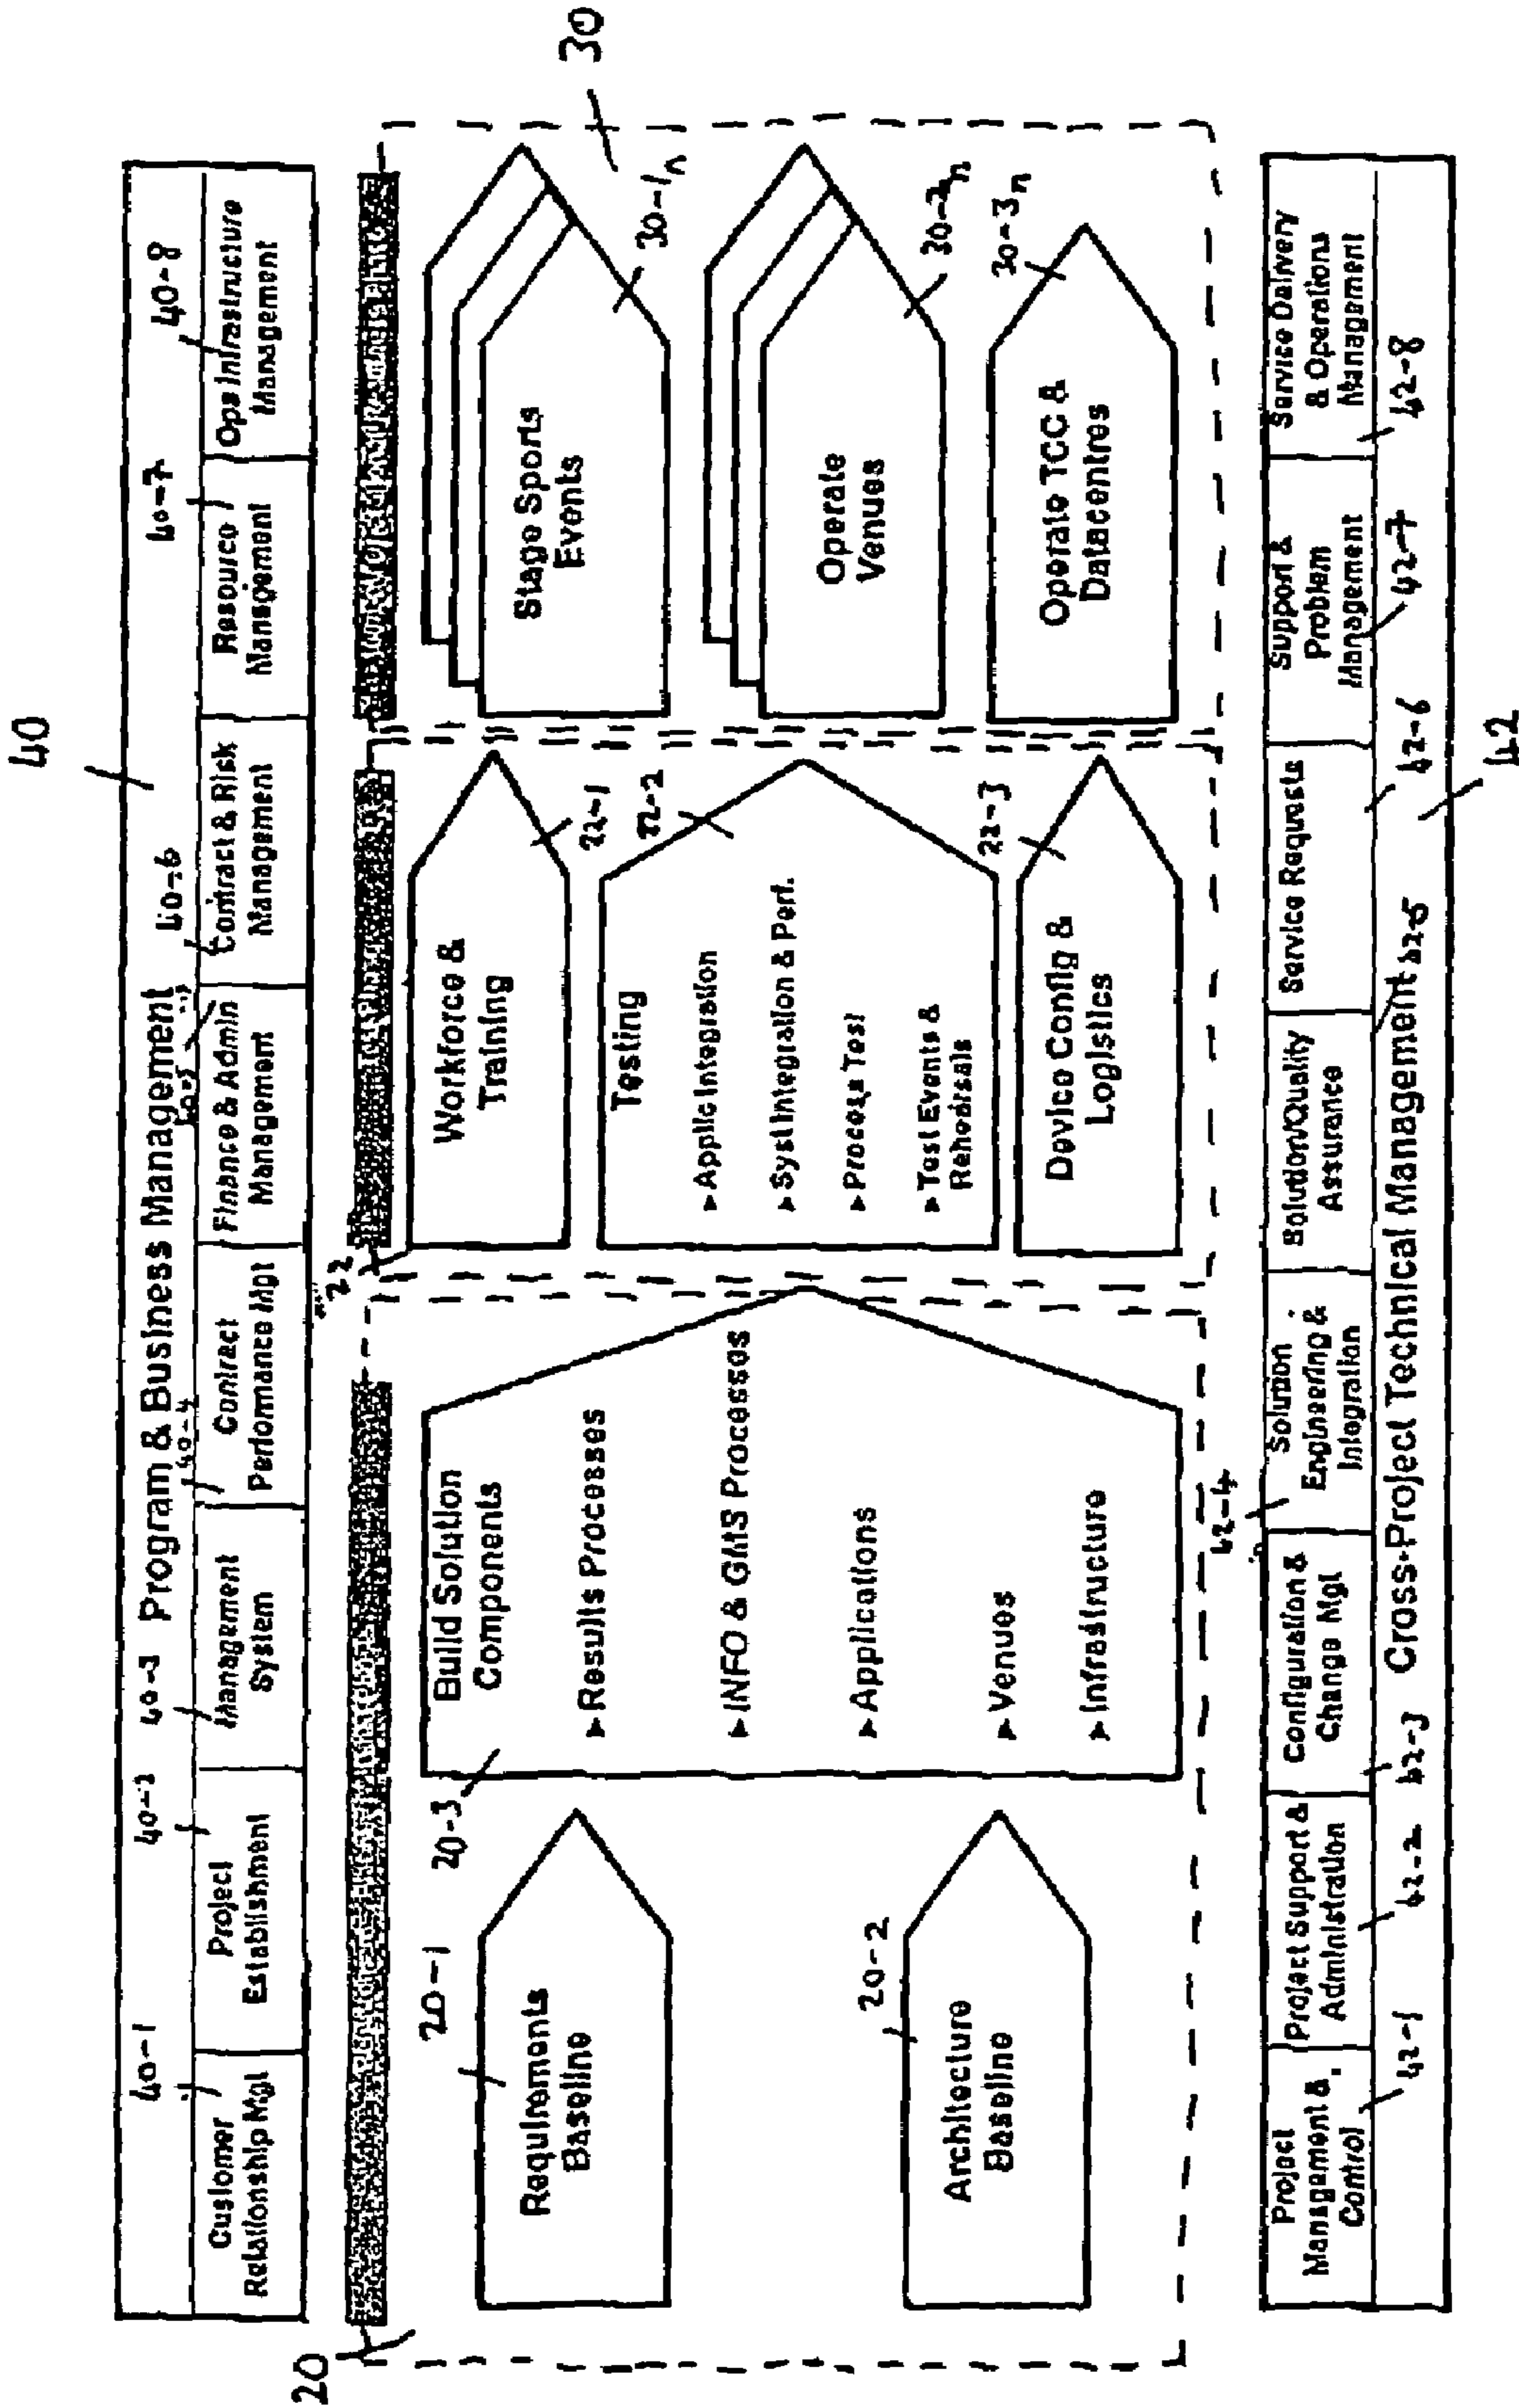 40
Program & Business Management
40-1
40-3
40-4
40-6
40-7
40-8
Customer
Relationship Mgt
Project
Establishment
Management
System
Contract
Performance Mgt
Finance & Admin
Management
Contract & Risk
Management
Resource
Management
Ops Infrastructure
Management
20
20-1
Requirements
Baseline
20-2
Architecture
Baseline
20-3
Build Solution
Components
►Results Processes
►INFO & GMS Processes
►Applications
►Venues
►Infrastructure
22
Workforce &
Training
22-1
Testing
22-2
►Applic Integration
►Syst Integration & Perf.
►Process Test
►Test Events &
Rehearsals
Device Config &
Logistics
22-3
30
Stage Sports
Events
30-1n
Operate
Venues
30-2n
Operate TCC &
Datacentres
30-3n
Project
Management &
Control
Project Support &
Administration
Configuration &
Change Mgt
Solution
Engineering &
Integration
Solution/Quality
Assurance
Service Requests
Support &
Problem
Management
Service Delivery
& Operations
Management
42-1
42-2
42-3
42-4
42-6
42-7
42-8
Cross-Project Technical Management
42